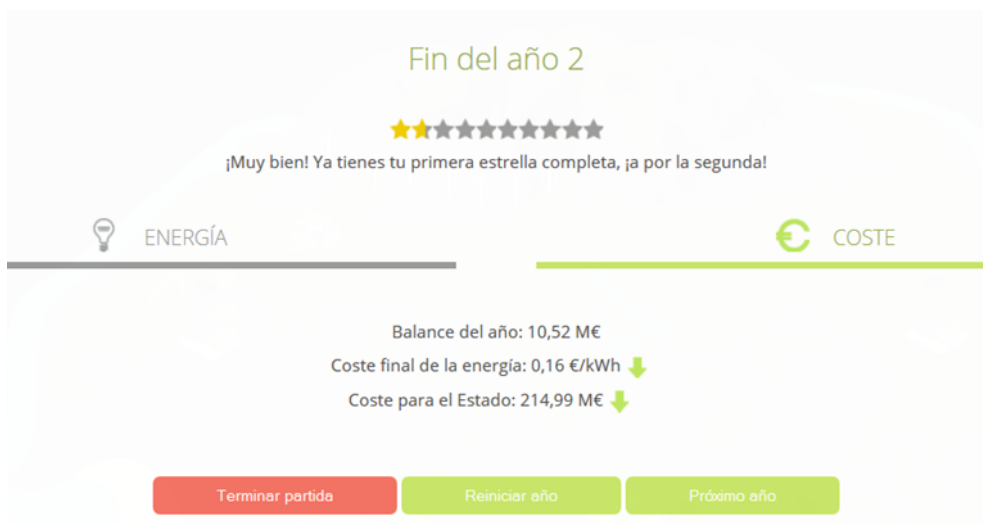 Fin del año 2
¡Muy bien! Ya tienes tu primera estrella completa, ¡a por la segunda!
ENERGÍA
€ COSTE
Balance del año: 10,52 M€
Coste final de la energía: 0,16 €/kWh
Coste para el Estado: 214,99 M€
Terminar partida
Reiniciar año
Próximo año